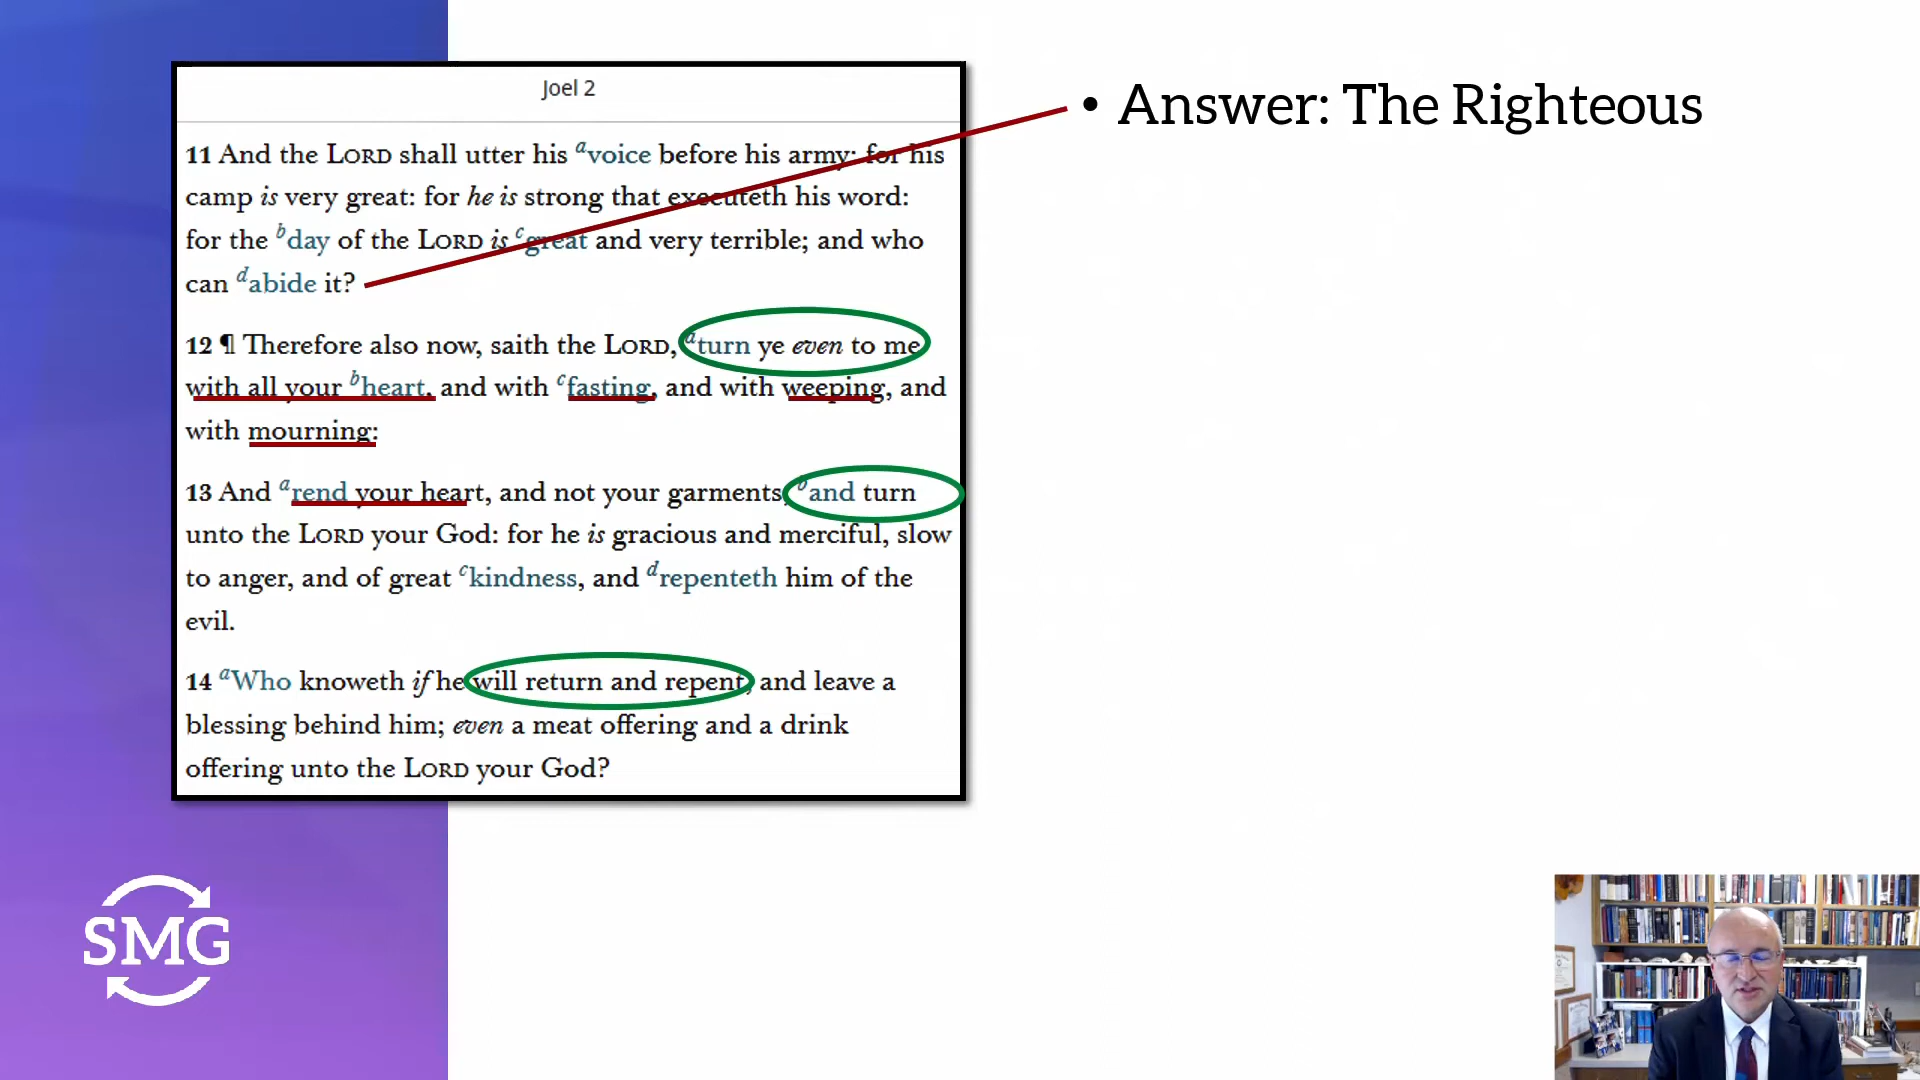 Joel 2
11 And the LORD shall utter his ᵃvoice before his army: for his
camp is very great: for he is strong that executeth his word:
for the ᵇday of the LORD is ᶜgreat and very terrible; and who
can ᵈabide it?
12 ¶ Therefore also now, saith the LORD, ᵃturn ye even to me
with all your ᵇheart, and with ᶜfasting, and with weeping, and
with mourning:
13 And ᵃrend your heart, and not your garments, ᵇand turn
unto the LORD your God: for he is gracious and merciful, slow
to anger, and of great ᶜkindness, and ᵈrepenteth him of the
evil.
14 ᵃWho knoweth if he will return and repent, and leave a
blessing behind him; even a meat offering and a drink
offering unto the LORD your God?
• Answer: The Righteous
SMG